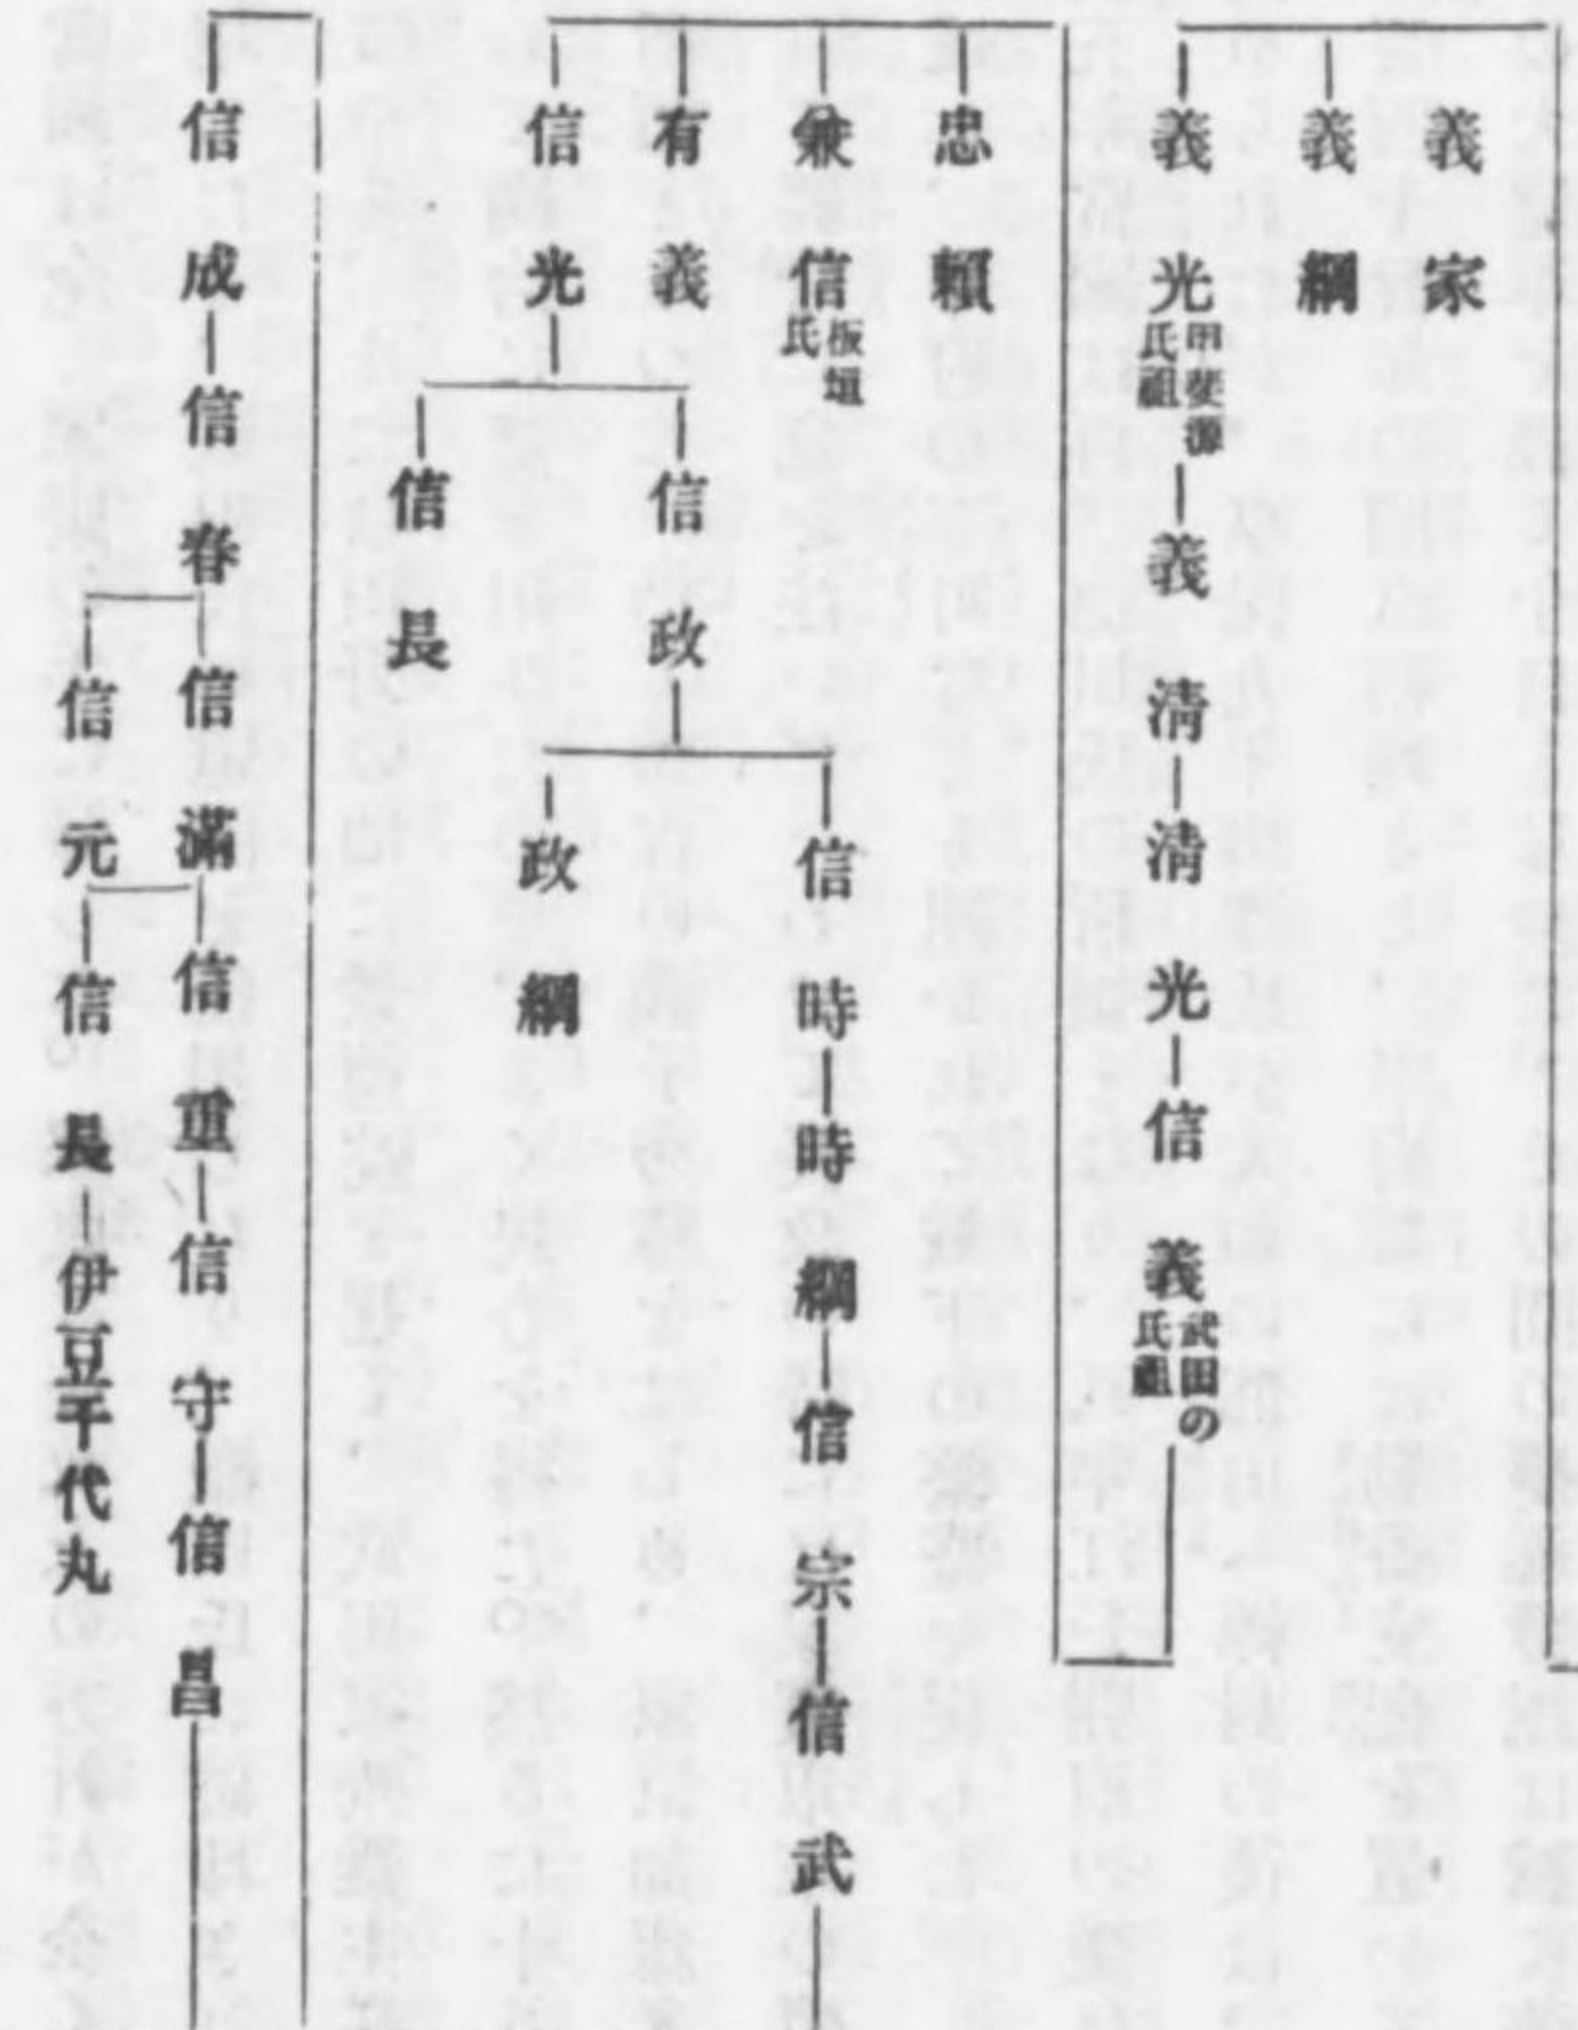 義家
義綱
義光甲斐源氏祖―義清―清光―信義武田の氏祖
忠頼
兼信板垣氏
有義
信光
信政
信時―時綱―信宗―信武
政綱
信長
信成―信春
信滿―信重―信守―信昌
信元―信長―伊豆千代丸